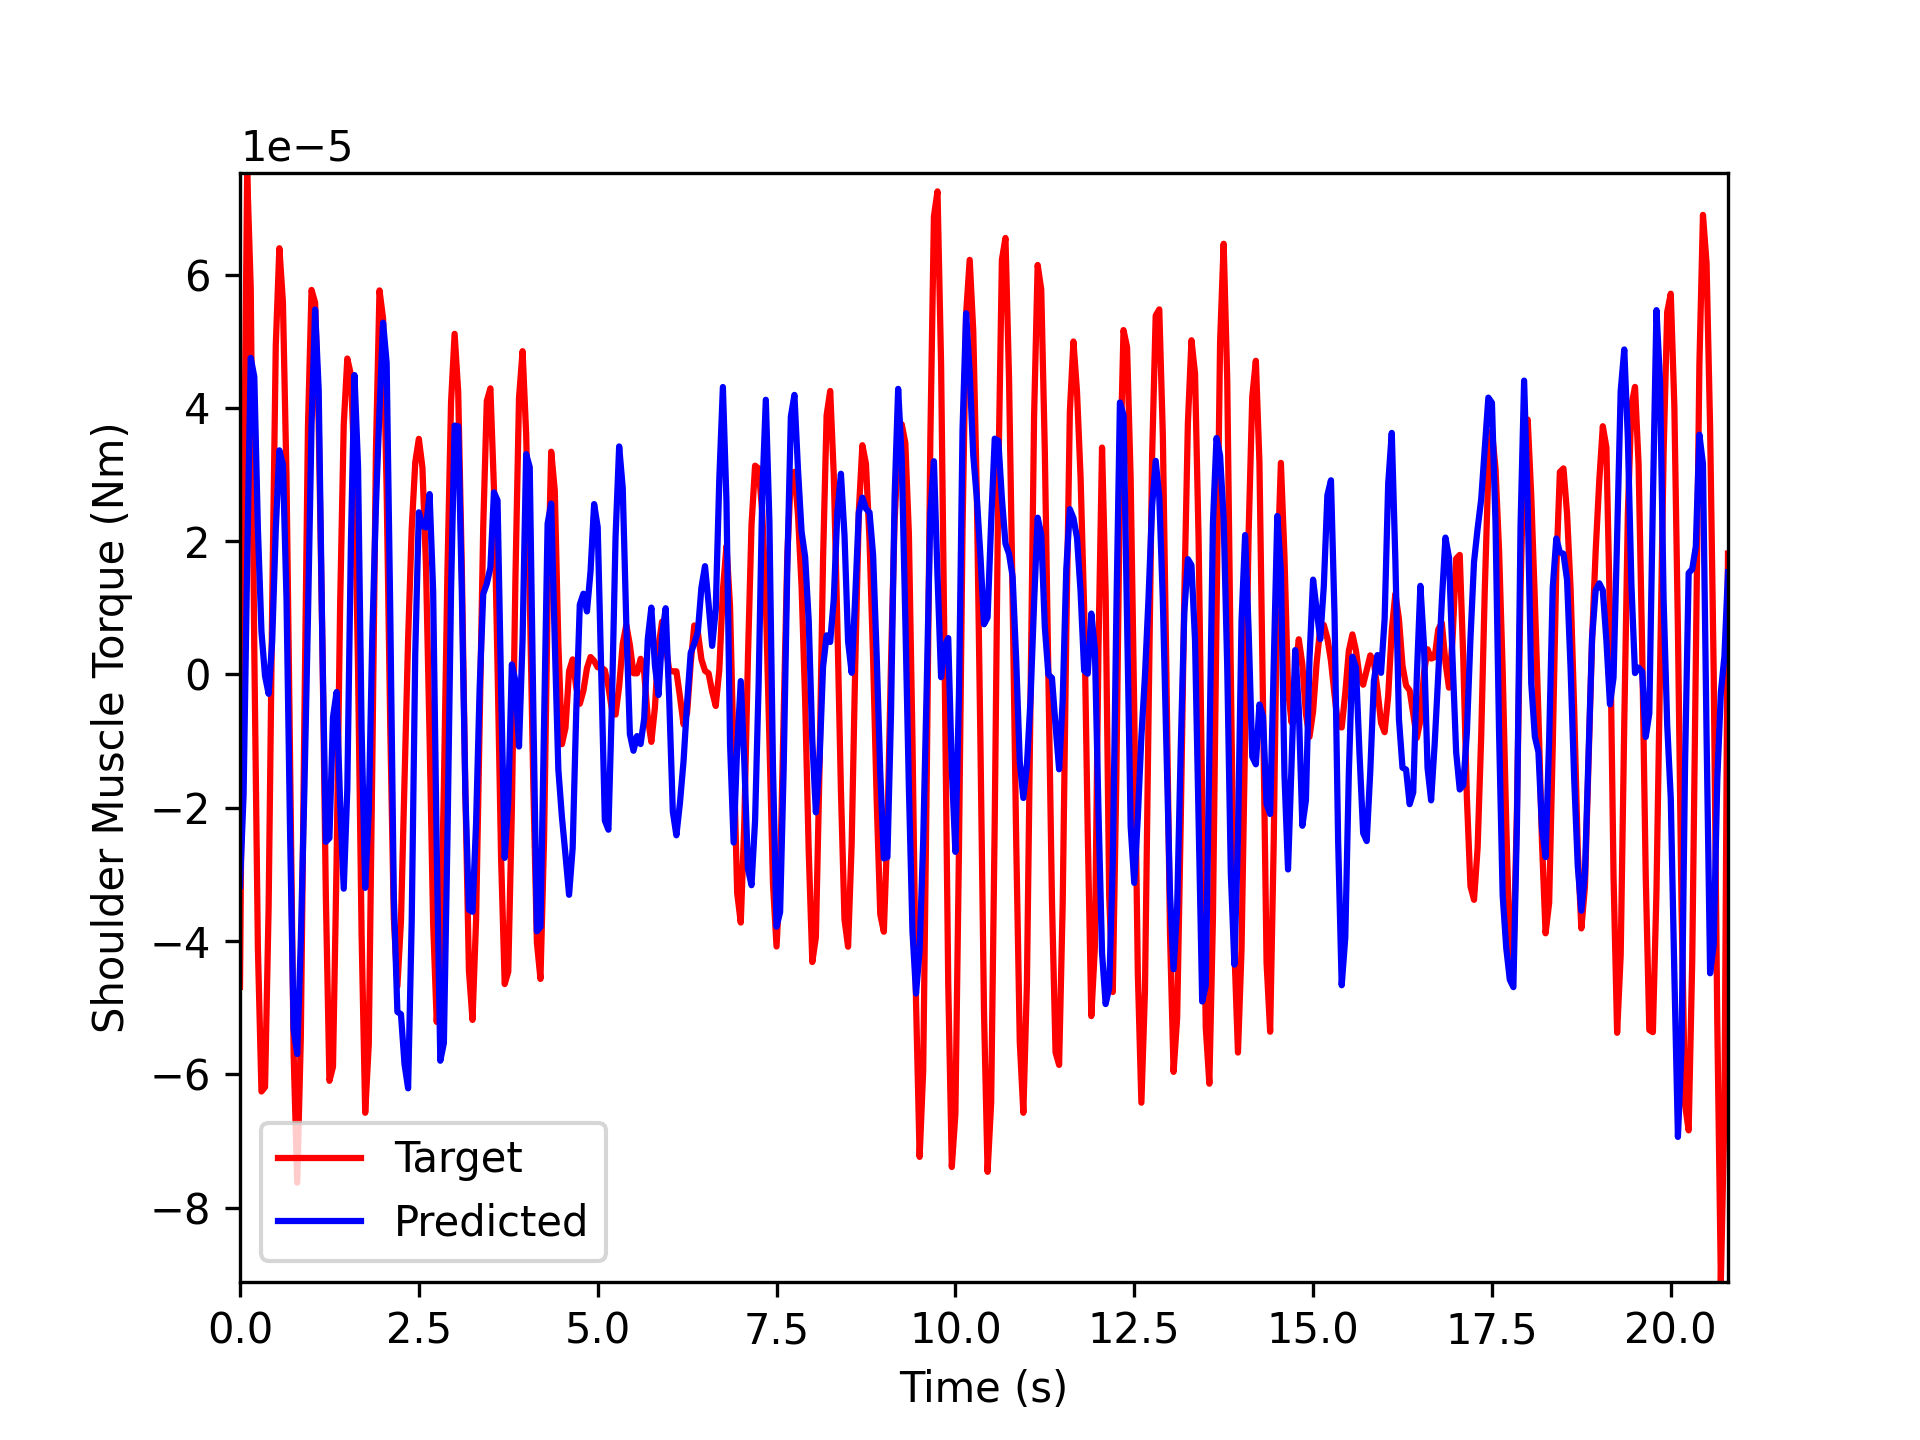 1e−5
Shoulder Muscle Torque (Nm)
6
4
2
0
−2
−4
−6
−8
Target
Predicted
0.0 2.5 5.0 7.5 10.0 12.5 15.0 17.5 20.0
Time (s)